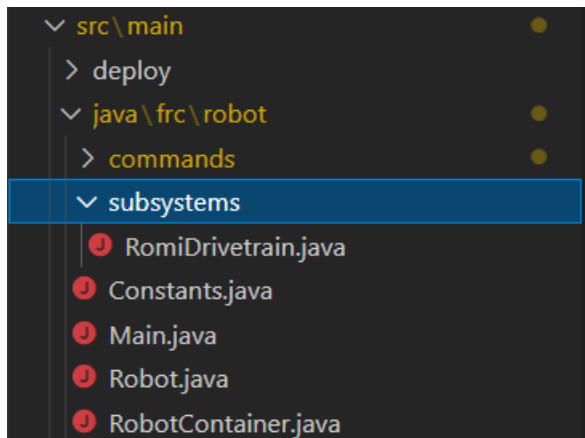 src\main
deploy
java\frc\robot
commands
subsystems
J RomiDrivetrain.java
J Constants.java
J Main.java
J Robot.java
J RobotContainer.java